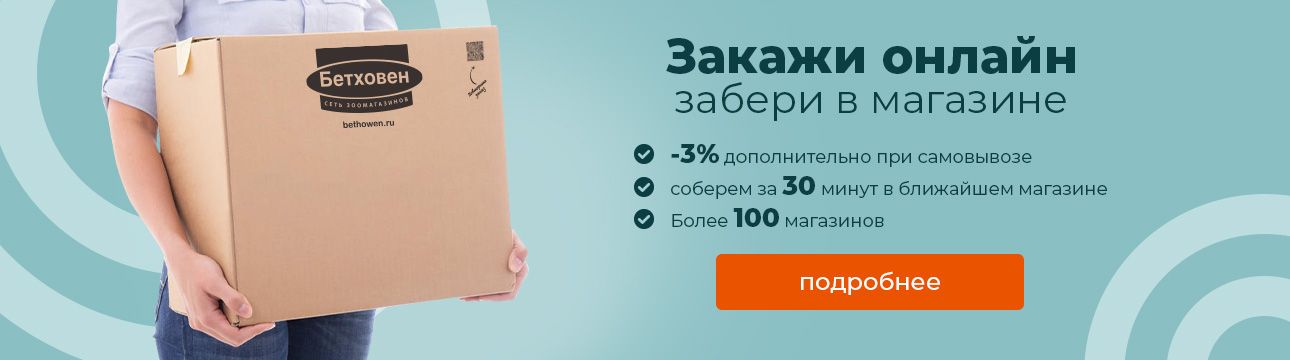 Бетховен
СЕТЬ ЗООМАГАЗИНОВ
bethowen.ru
Закажи онлайн
забери в магазине
-3% дополнительно при самовывозе
соберем за 30 минут в ближайшем магазине
Более 100 магазинов
подробнее